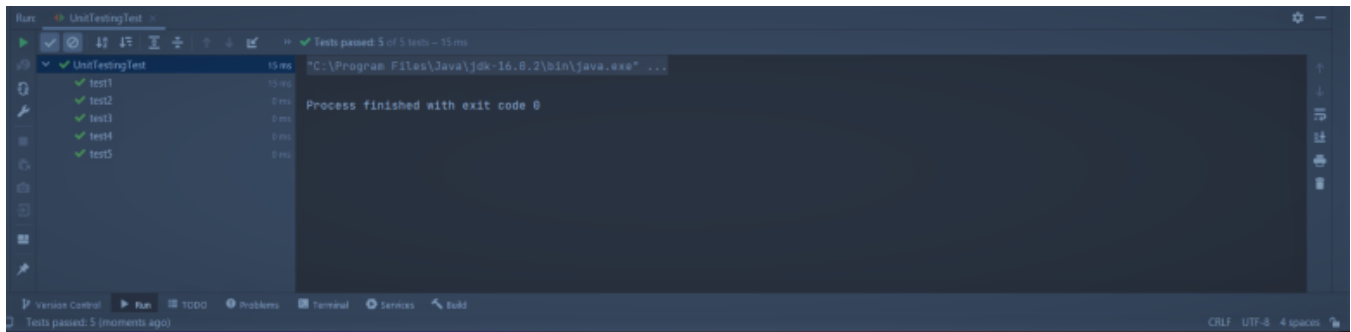 Run: UnitTestingTest ×
» Tests passed: 5 of 5 tests – 15 ms
UnitTestingTest 15 ms
"C:\Program Files\Java\jdk-16.0.2\bin\java.exe" ...
test1 15 ms
test2 0 ms
Process finished with exit code 0
test3 0 ms
test4 0 ms
test5 0 ms
Version Control Run TODO Problems Terminal Services Build
Tests passed: 5 (moments ago) CRLF UTF-8 4 spaces